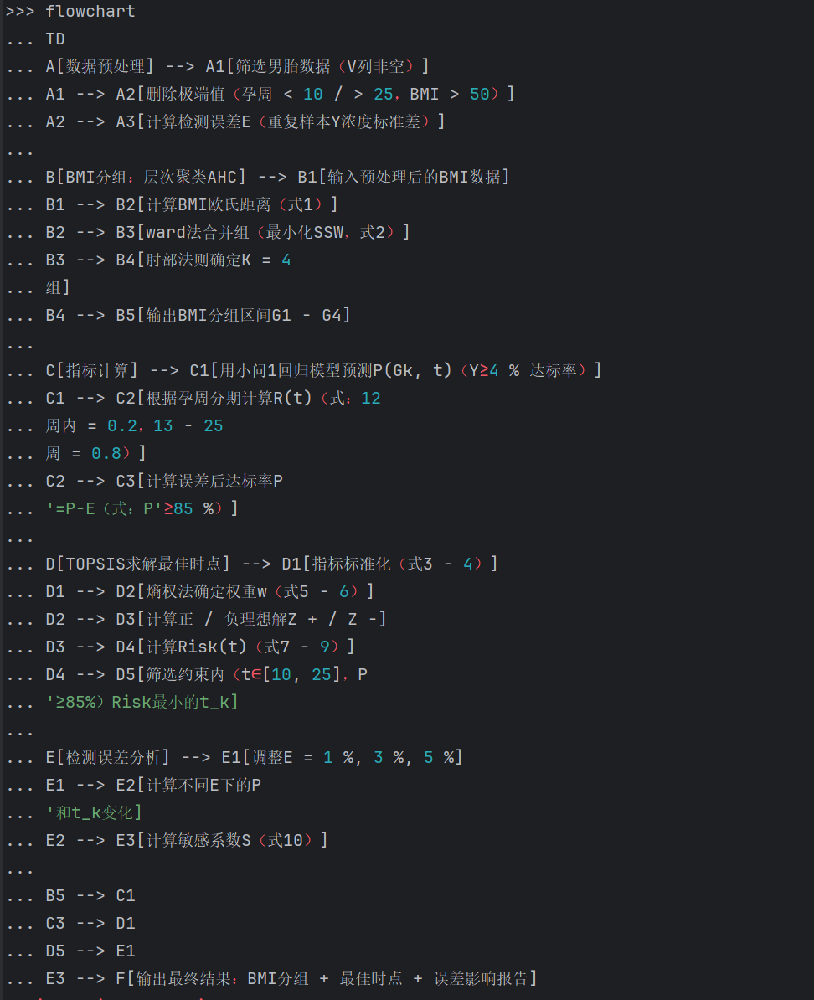 >>> flowchart
... TD
... A[数据预处理] --> A1[筛选男胎数据（V列非空）]
... A1 --> A2[删除极端值（孕周 < 10 / > 25，BMI > 50）]
... A2 --> A3[计算检测误差E（重复样本Y浓度标准差）]
...
... B[BMI分组：层次聚类AHC] --> B1[输入预处理后的BMI数据]
... B1 --> B2[计算BMI欧氏距离（式1）]
... B2 --> B3[ward法合并组（最小化SSW，式2）]
... B3 --> B4[肘部法则确定K = 4
... 组]
... B4 --> B5[输出BMI分组区间G1 - G4]
...
... C[指标计算] --> C1[用小问1回归模型预测P(Gk, t)（Y≥4 % 达标率）]
... C1 --> C2[根据孕周分期计算R(t)（式：12
... 周内 = 0.2，13 - 25
... 周 = 0.8）]
... C2 --> C3[计算误差后达标率P
... '=P-E（式：P'≥85 %）]
...
... D[TOPSIS求解最佳时点] --> D1[指标标准化（式3 - 4）]
... D1 --> D2[熵权法确定权重w（式5 - 6）]
... D2 --> D3[计算正 / 负理想解Z + / Z -]
... D3 --> D4[计算Risk(t)（式7 - 9）]
... D4 --> D5[筛选约束内（t∈[10, 25]，P
... '≥85%）Risk最小的t_k]
...
... E[检测误差分析] --> E1[调整E = 1 %, 3 %, 5 %]
... E1 --> E2[计算不同E下的P
... '和t_k变化]
... E2 --> E3[计算敏感系数S（式10）]
...
... B5 --> C1
... C3 --> D1
... D5 --> E1
... E3 --> F[输出最终结果：BMI分组 + 最佳时点 + 误差影响报告]